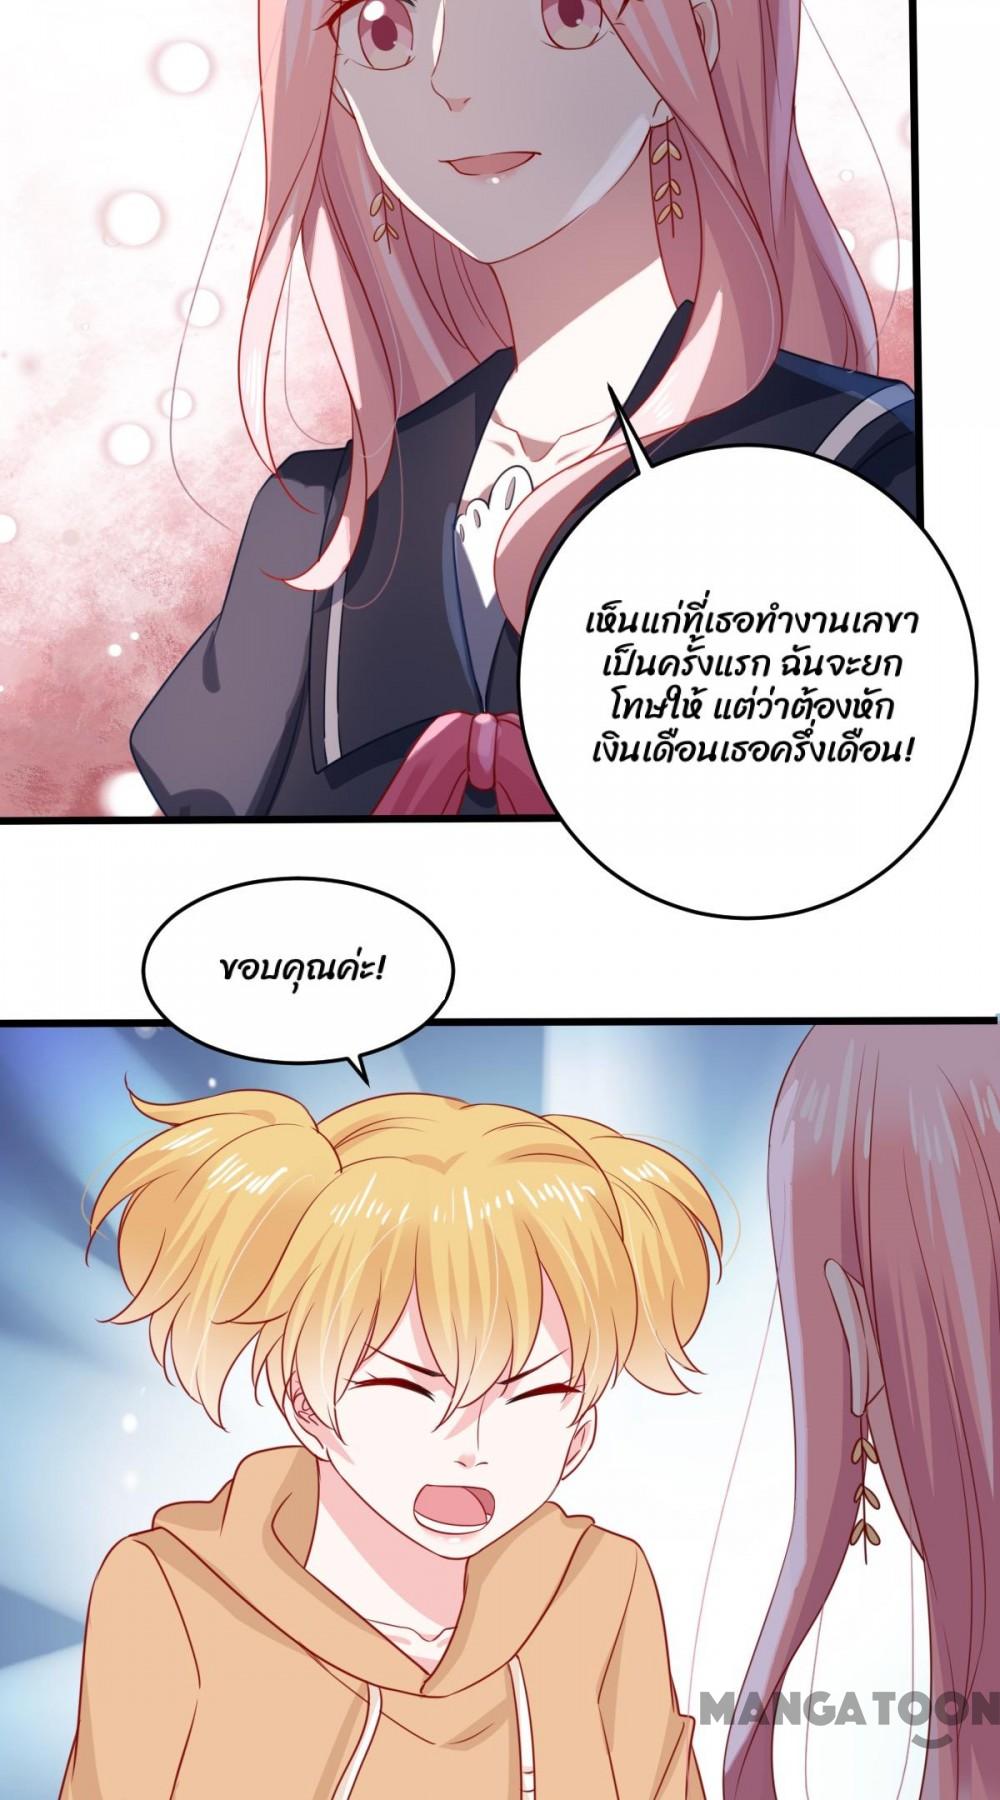 เห็นแก่ที่เธอทำงานเลขา
เป็นครั้งแรก ฉันจะยก
โทษให้ แต่ว่าต้องหัก
เงินเดือนเธอครึ่งเดือน!
ขอบคุณค่ะ!
MANGATOON